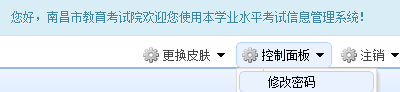 您好，南昌市教育考试院欢迎您使用本学业水平考试信息管理系统！
更换皮肤 控制面板 注销
修改密码